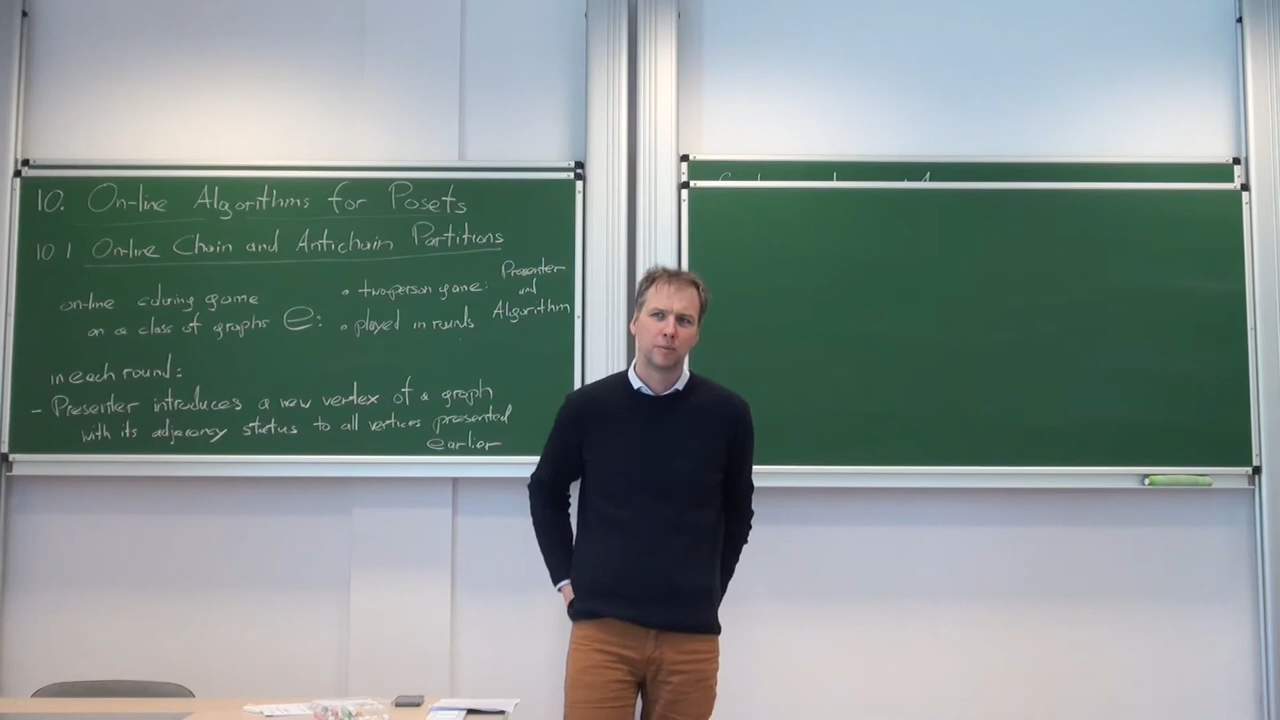 10. On-line Algorithms for Posets
10.1 On-line Chain and Antichain Partitions
on-line coloring game
on a class of graphs C:
• two-person game: Presenter
and
Algorithm
• played in rounds
in each round:
- Presenter introduces a new vertex of a graph
with its adjacency status to all vertices presented
earlier